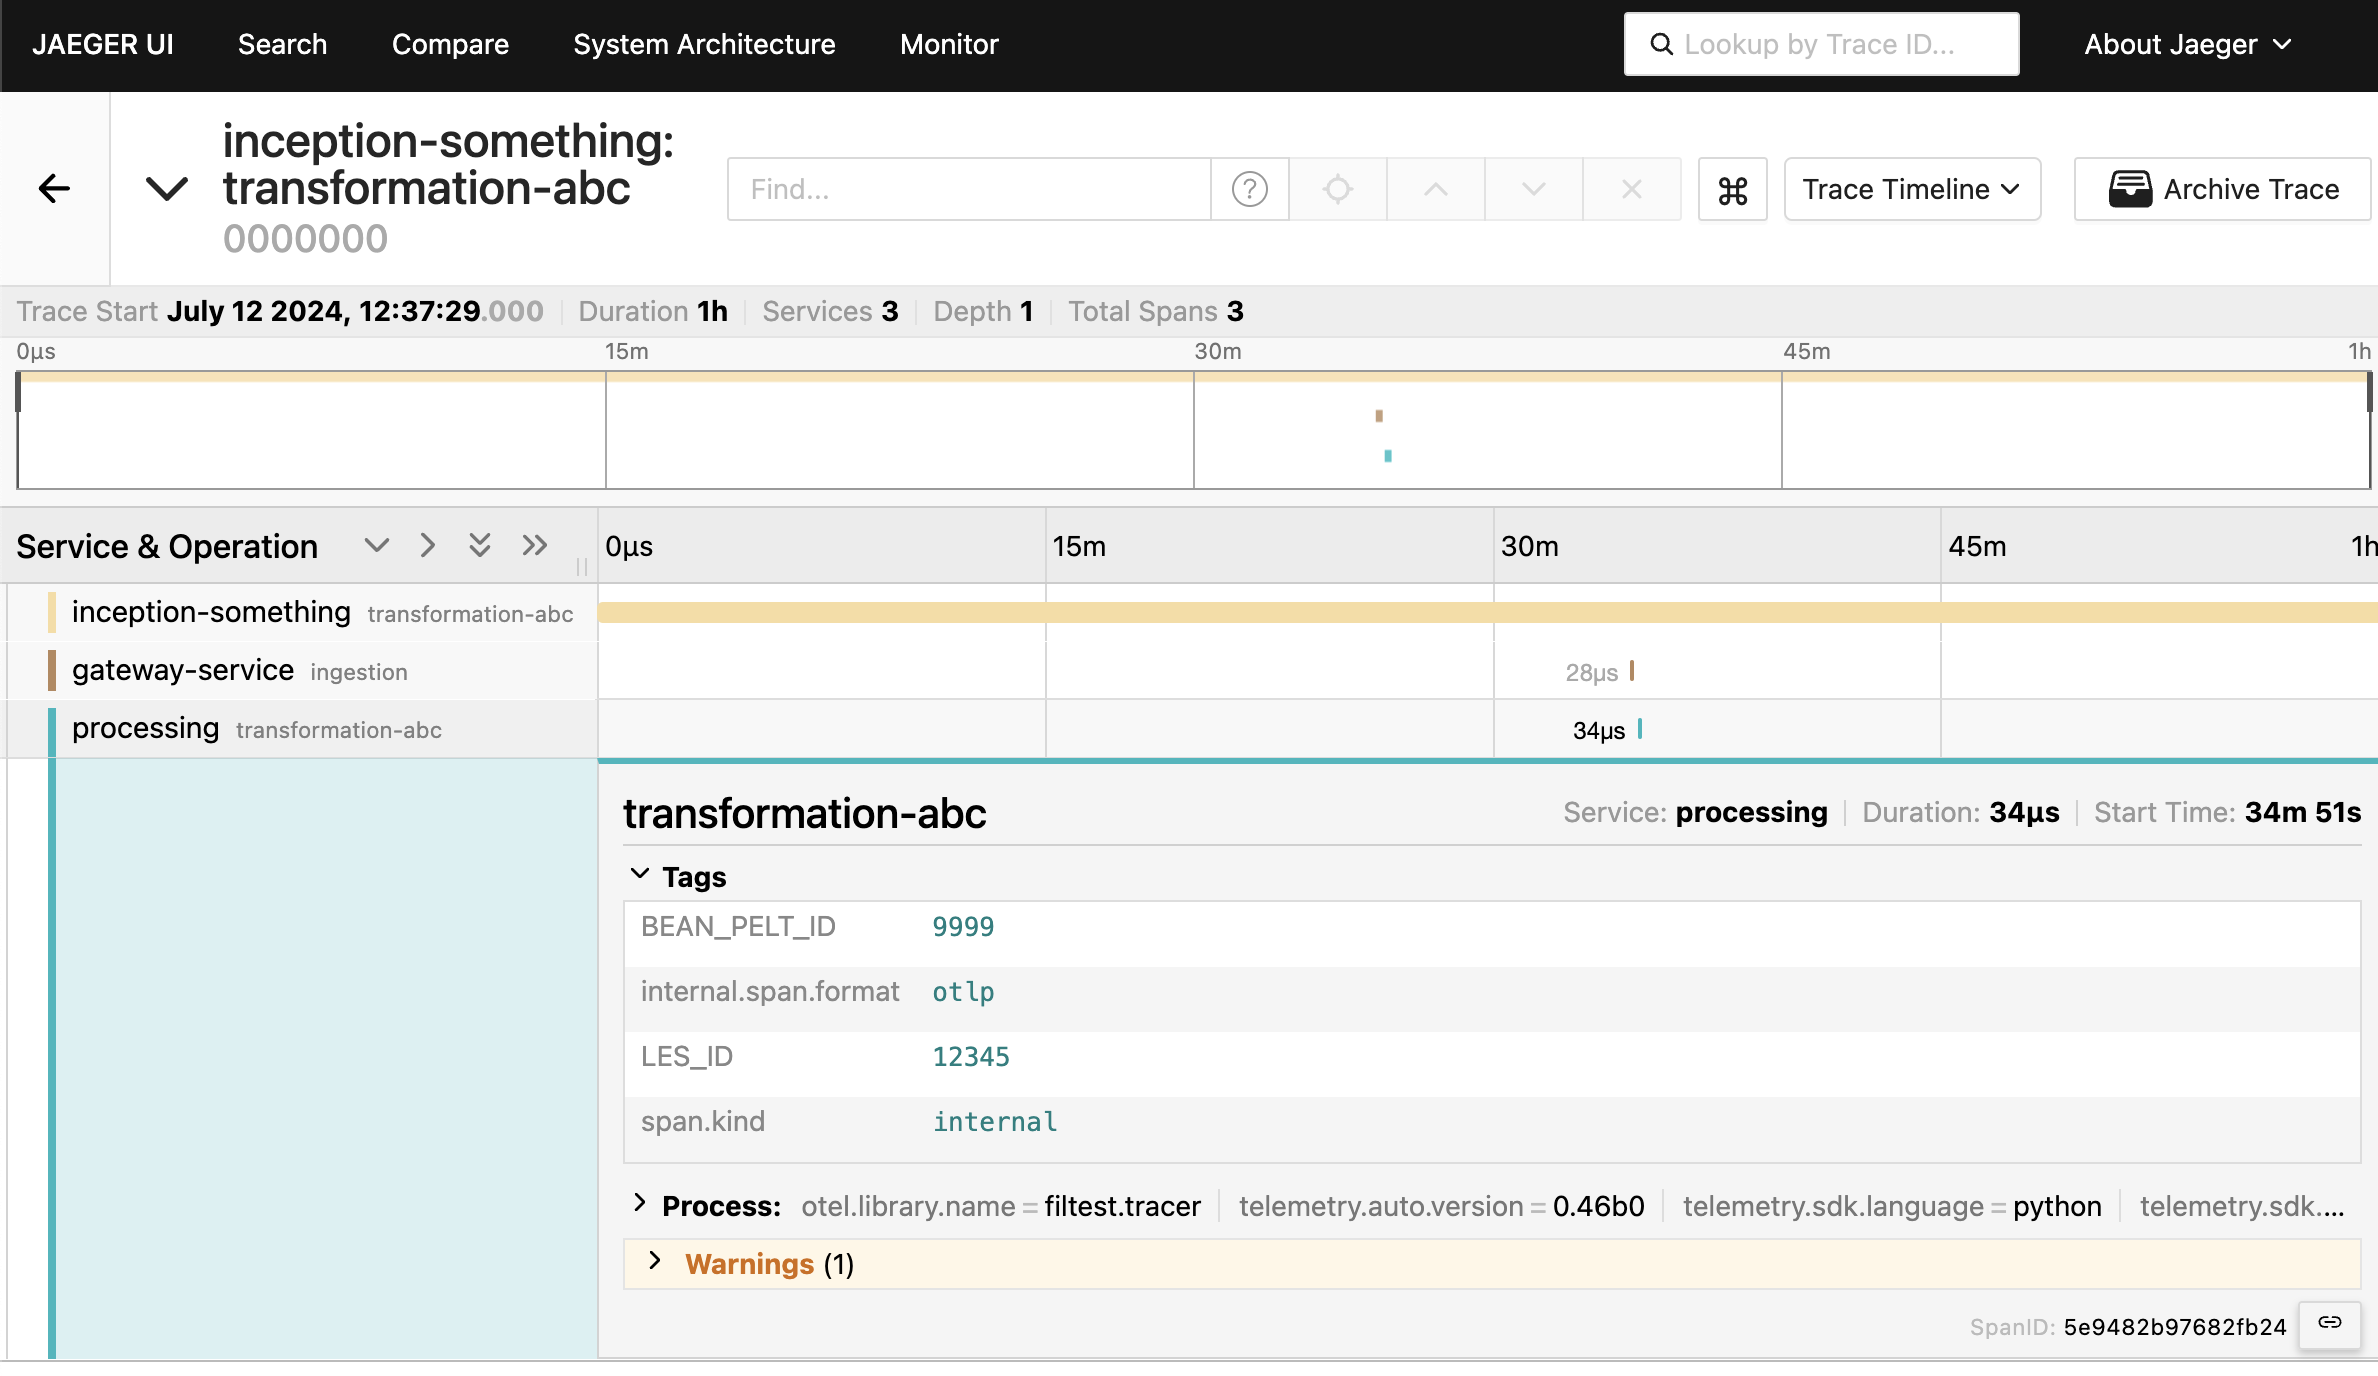 JAEGER UI Search Compare System Architecture Monitor Lookup by Trace ID... About Jaeger
inception-something:
transformation-abc
0000000
Find... Trace Timeline Archive Trace
Trace Start July 12 2024, 12:37:29.000 Duration 1h Services 3 Depth 1 Total Spans 3
0μs 15m 30m 45m 1h
Service & Operation 0μs 15m 30m 45m 1h
inception-something transformation-abc
gateway-service ingestion 28μs
processing transformation-abc 34μs
transformation-abc Service: processing Duration: 34μs Start Time: 34m 51s
Tags
BEAN_PELT_ID 9999
internal.span.format otlp
LES_ID 12345
span.kind internal
Process: otel.library.name = filtest.tracer telemetry.auto.version = 0.46b0 telemetry.sdk.language = python telemetry.sdk....
Warnings (1)
SpanID: 5e9482b97682fb24